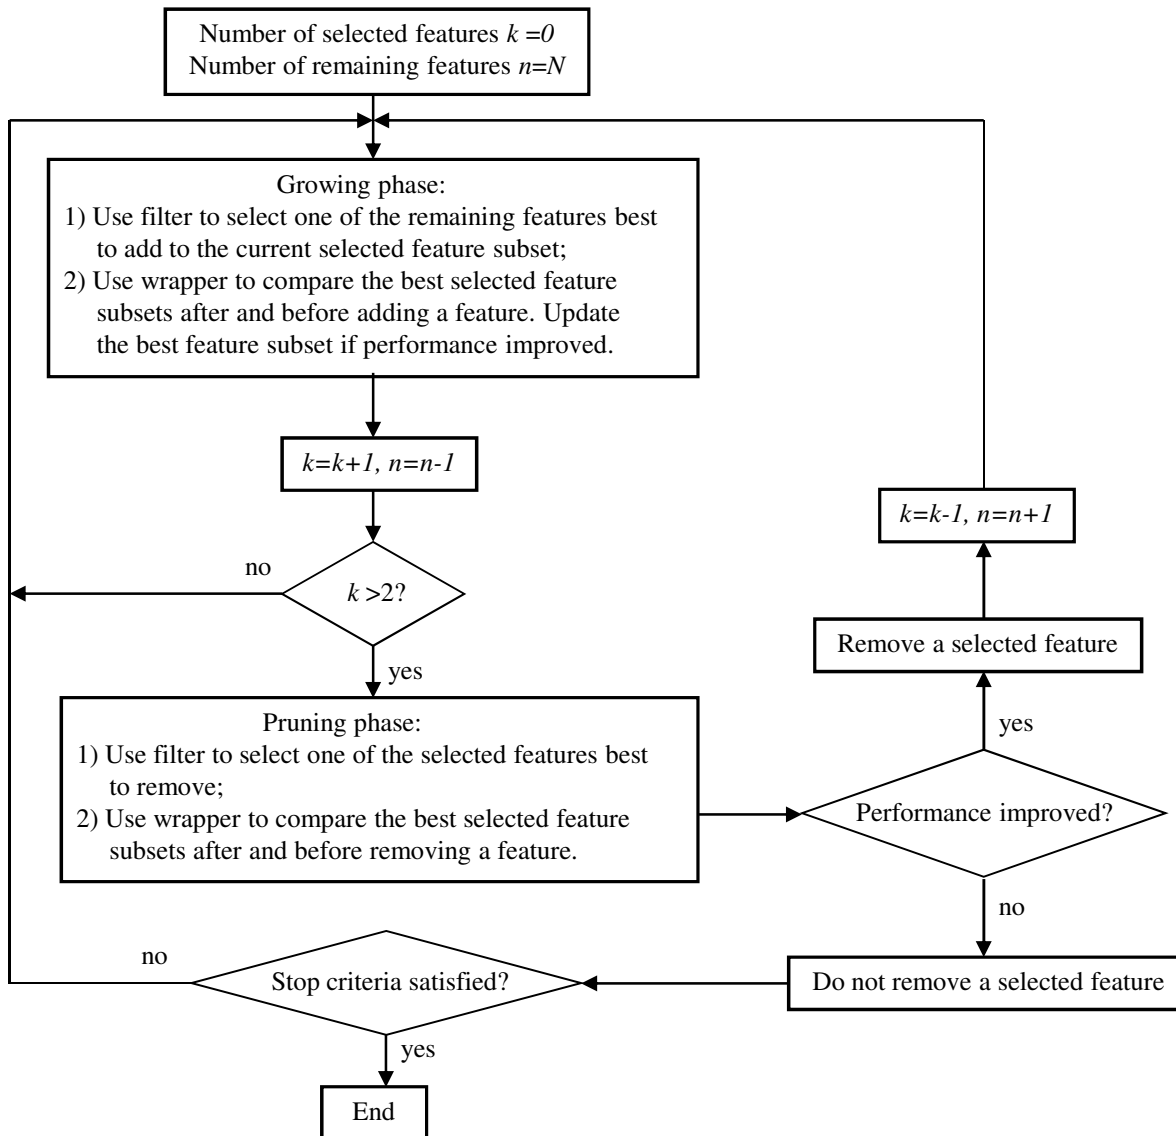 Number of selected features k =0
Number of remaining features n=N
Growing phase:
1) Use filter to select one of the remaining features best
to add to the current selected feature subset;
2) Use wrapper to compare the best selected feature
subsets after and before adding a feature. Update
the best feature subset if performance improved.
k=k+1, n=n-1
k=k-1, n=n+1
no
k >2?
yes
Remove a selected feature
yes
Pruning phase:
1) Use filter to select one of the selected features best
to remove;
2) Use wrapper to compare the best selected feature
subsets after and before removing a feature.
Performance improved?
no
Do not remove a selected feature
no
Stop criteria satisfied?
yes
End